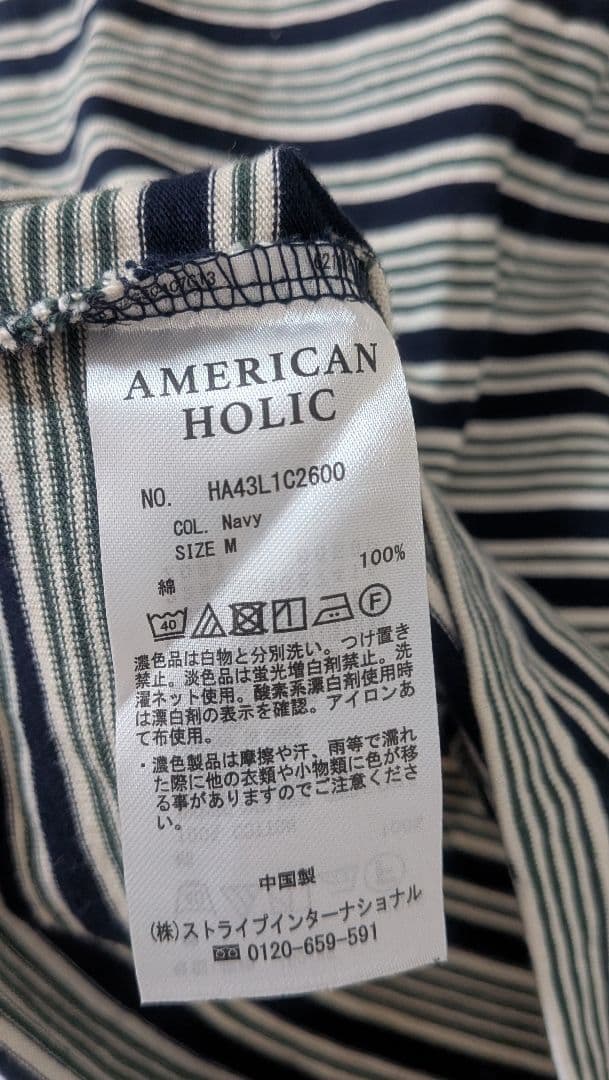 AMERICAN
HOLIC
NO. HA43L1C2600
COL. Navy
SIZE M
綿 100%
40 F
濃色品は白物と分別洗い。つけ置き
禁止。淡色品は蛍光増白剤禁止。洗
濯ネット使用。酸素系漂白剤使用時
は漂白剤の表示を確認。アイロンあ
て布使用。
・濃色製品は摩擦や汗、雨等で濡れ
た際に他の衣類や小物類に色が移
る事がありますのでご注意くださ
い。
中国製
(株)ストライプインターナショナル
0120-659-591